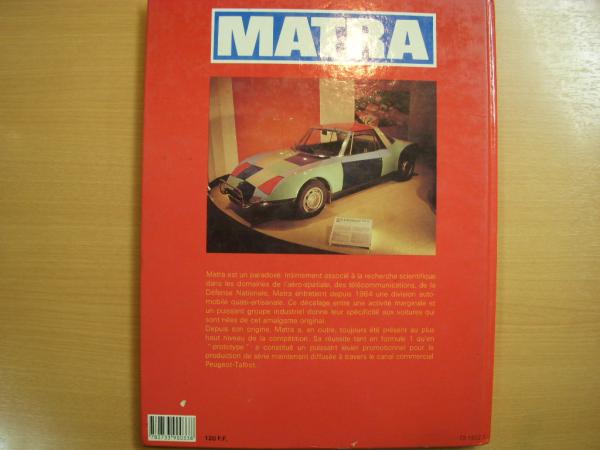 MATRA
Matra est un paradoxe. Intimement associé à la recherche scientifique
dans les domaines de l'aéro-spatiale, des télécommunications, de la
Défense Nationale, Matra entretient depuis 1964 une division auto-
mobile quasi-artisanale. Ce décalage entre une activité marginale et
un puissant groupe industriel donne leur spécificité aux voitures qui
sont nées de cet amalgame original.
Depuis son origine, Matra a, en outre, toujours été présent au plus
haut niveau de la compétition. Sa réussite tant en formule 1 qu'en
"prototype" a constitué un puissant levier promotionnel pour la
production de série maintenant diffusée à travers le canal commercial
Peugeot-Talbot.
120 F.F.